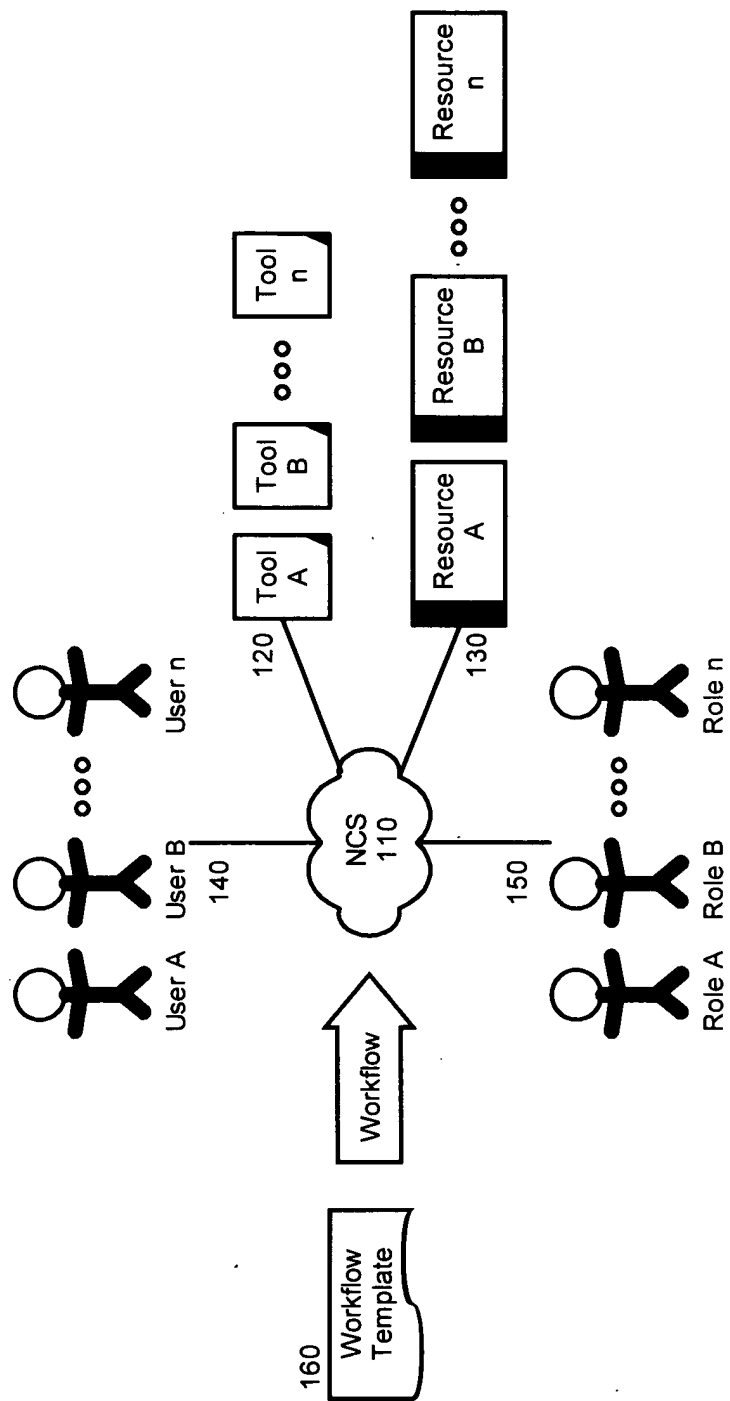 User A
User B
User n
140
Tool
A
Tool
B
Tool
n
120
160
Workflow
Template
Workflow
NCS
110
130
Resource
A
Resource
B
Resource
n
150
Role A
Role B
Role n